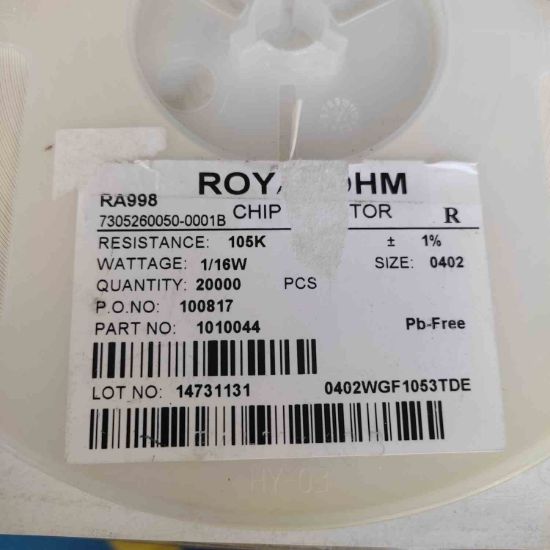 ROYA OHM
RA998
7305260050-0001B CHIP TOR R
RESISTANCE: 105K ± 1%
WATTAGE: 1/16W SIZE: 0402
QUANTITY: 20000 PCS
P.O.NO: 100817
PART NO: 1010044 Pb-Free
LOT NO: 14731131 0402WGF1053TDE
HY-03